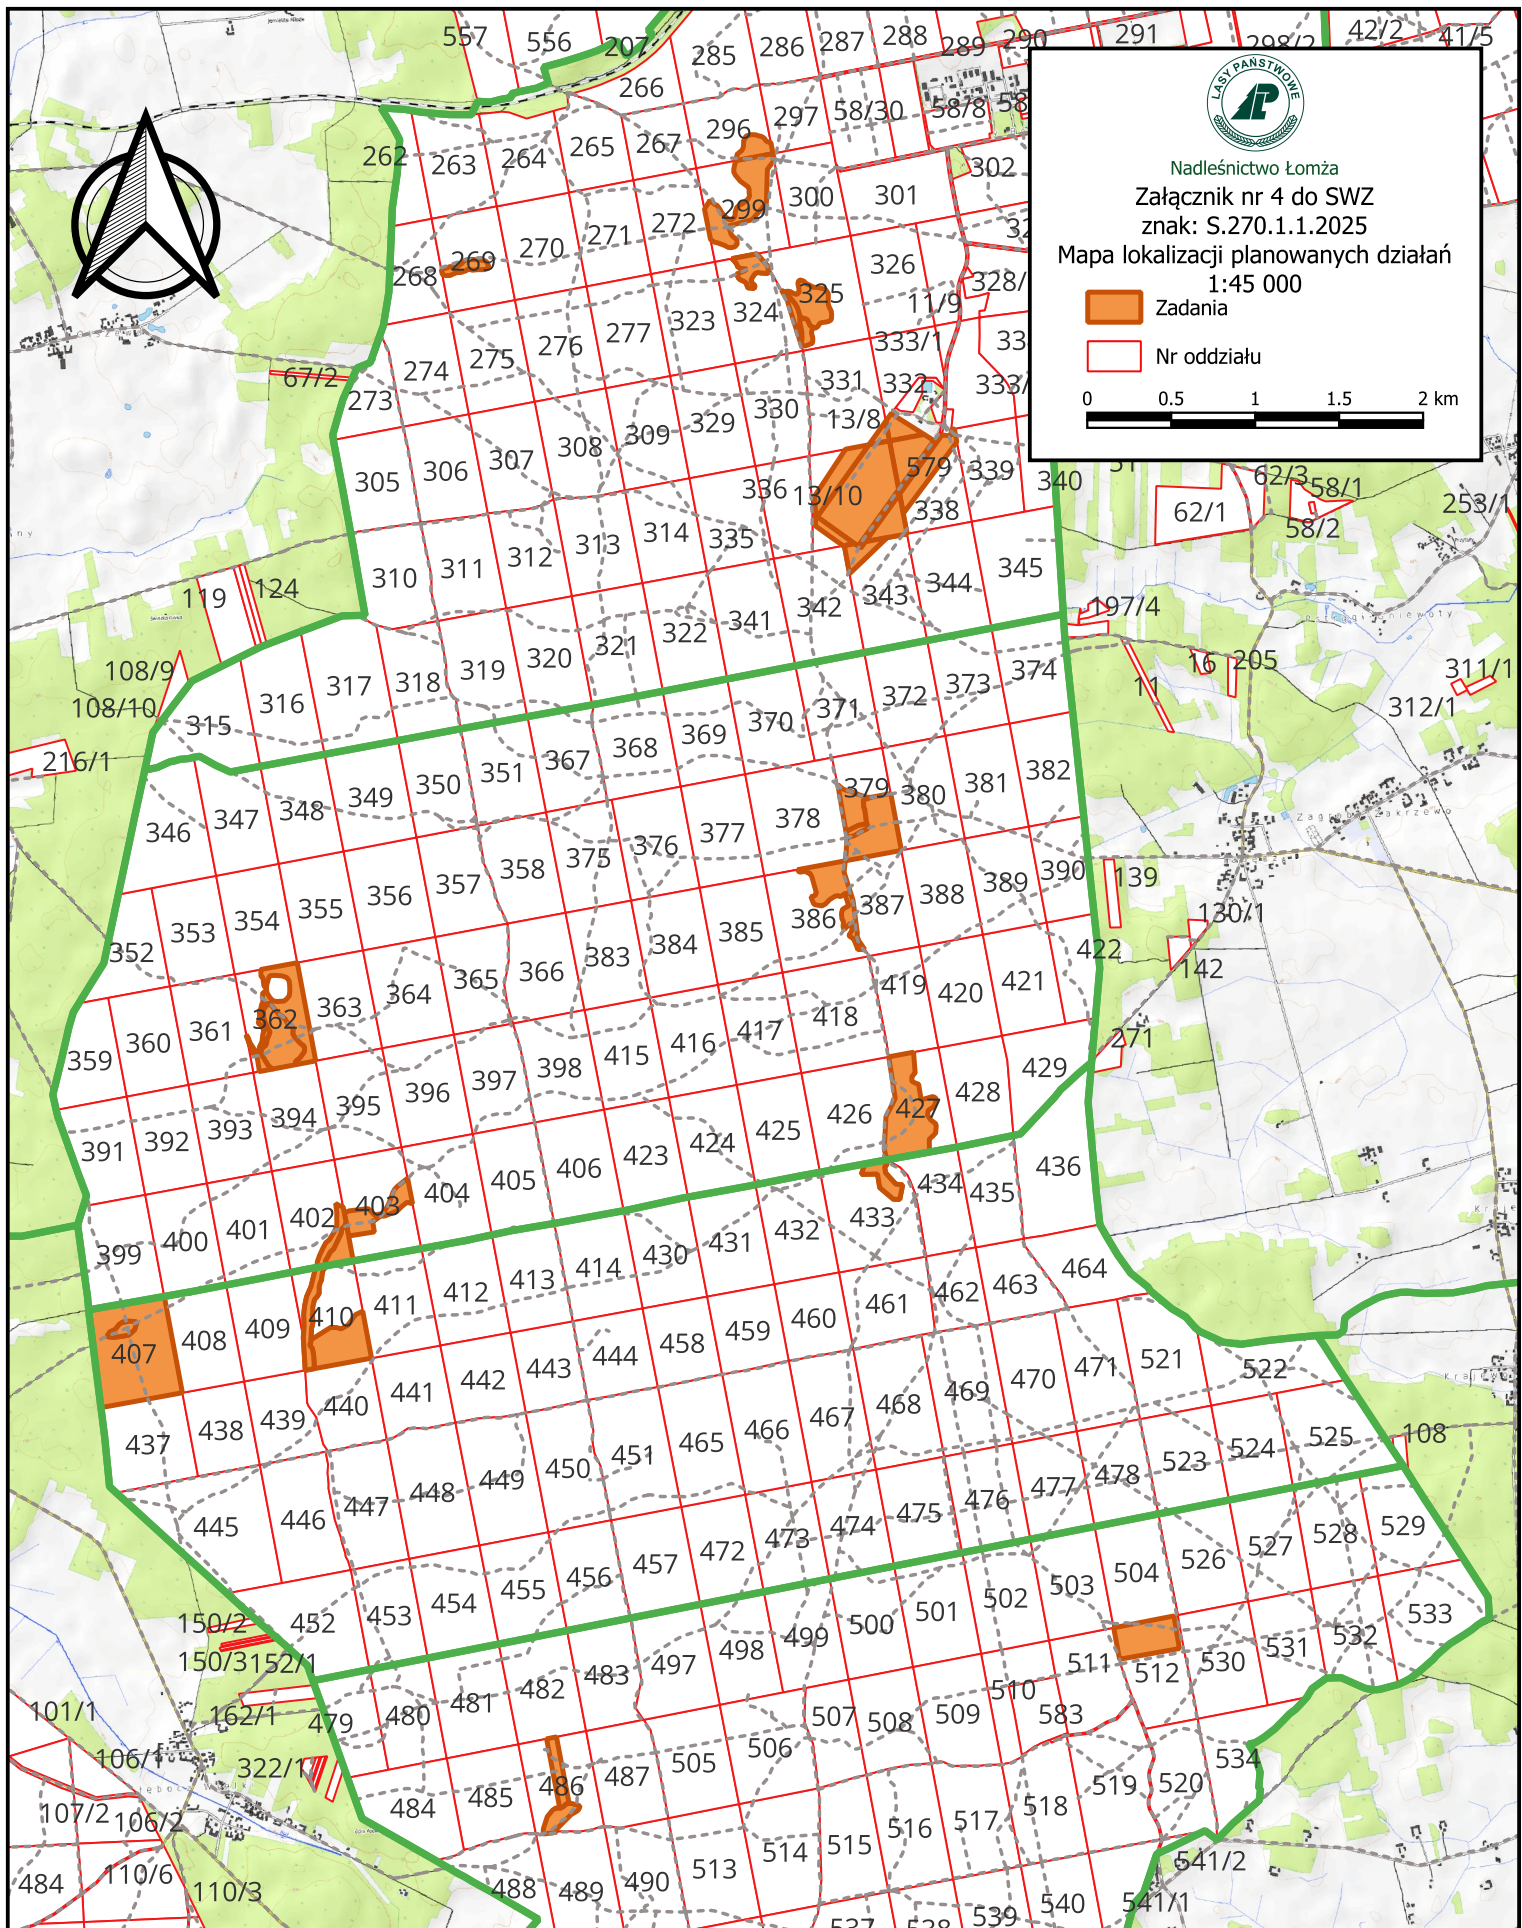 LASY PAŃSTWOWE
Nadleśnictwo Łomża
Załącznik nr 4 do SWZ
znak: S.270.1.1.2025
Mapa lokalizacji planowanych działań
1:45 000
Zadania
Nr oddziału
0 0.5 1 1.5 2 km
557 556 207 285 286 287 288 289 290 291 298/2 42/2 41/5
266 296 297 58/30 58/8
262 263 264 265 267 302
268 269 270 271 272 299 300 301
326 11/9
67/2 273 274 275 276 277 323 324 325 333/1
331 332
305 306 307 308 309 329 330 13/8
336 13/10 579 338 339 340 62/3 58/1 62/1 58/2 253/1
119 124 310 311 312 313 314 335
342 343 344 345 197/4
108/9 108/10 315 316 317 318 319 320 321 322 341
371 372 373 374 11 16 205 311/1 312/1
216/1 346 347 348 349 350 351 367 368 369 370
379 380 381 382
Zagroby Zakrzewo
358 375 376 377 378
352 353 354 355 356 357
386 387 388 389 390 139 130/1 142
359 360 361 362 363 364 365 366 383 384 385
419 420 421 422 271
391 392 393 394 395 396 397 398 415 416 417 418
426 427 428 429
399 400 401 402 403 404 405 406 423 424 425
433 434 435 436
407 408 409 410 411 412 413 414 430 431 432
461 462 463 464
437 438 439 440 441 442 443 444 458 459 460
468 469 470 471 521 522
445 446 447 448 449 450 451 465 466 467
474 475 476 477 478 523 524 525 108
150/2 150/3 152/1 452 453 454 455 456 457 472 473
500 501 502 503 504 526 527 528 529
101/1 162/1 479 480 481 482 483 497 498 499
507 508 509 510 583 511 512 530 531 532 533
106/1 322/1 107/2 106/2 484 485 486 487 505 506
519 520 534
484 110/6 110/3 488 489 490 513 514 515 516 517 518
537 538 539 540 541/1 541/2